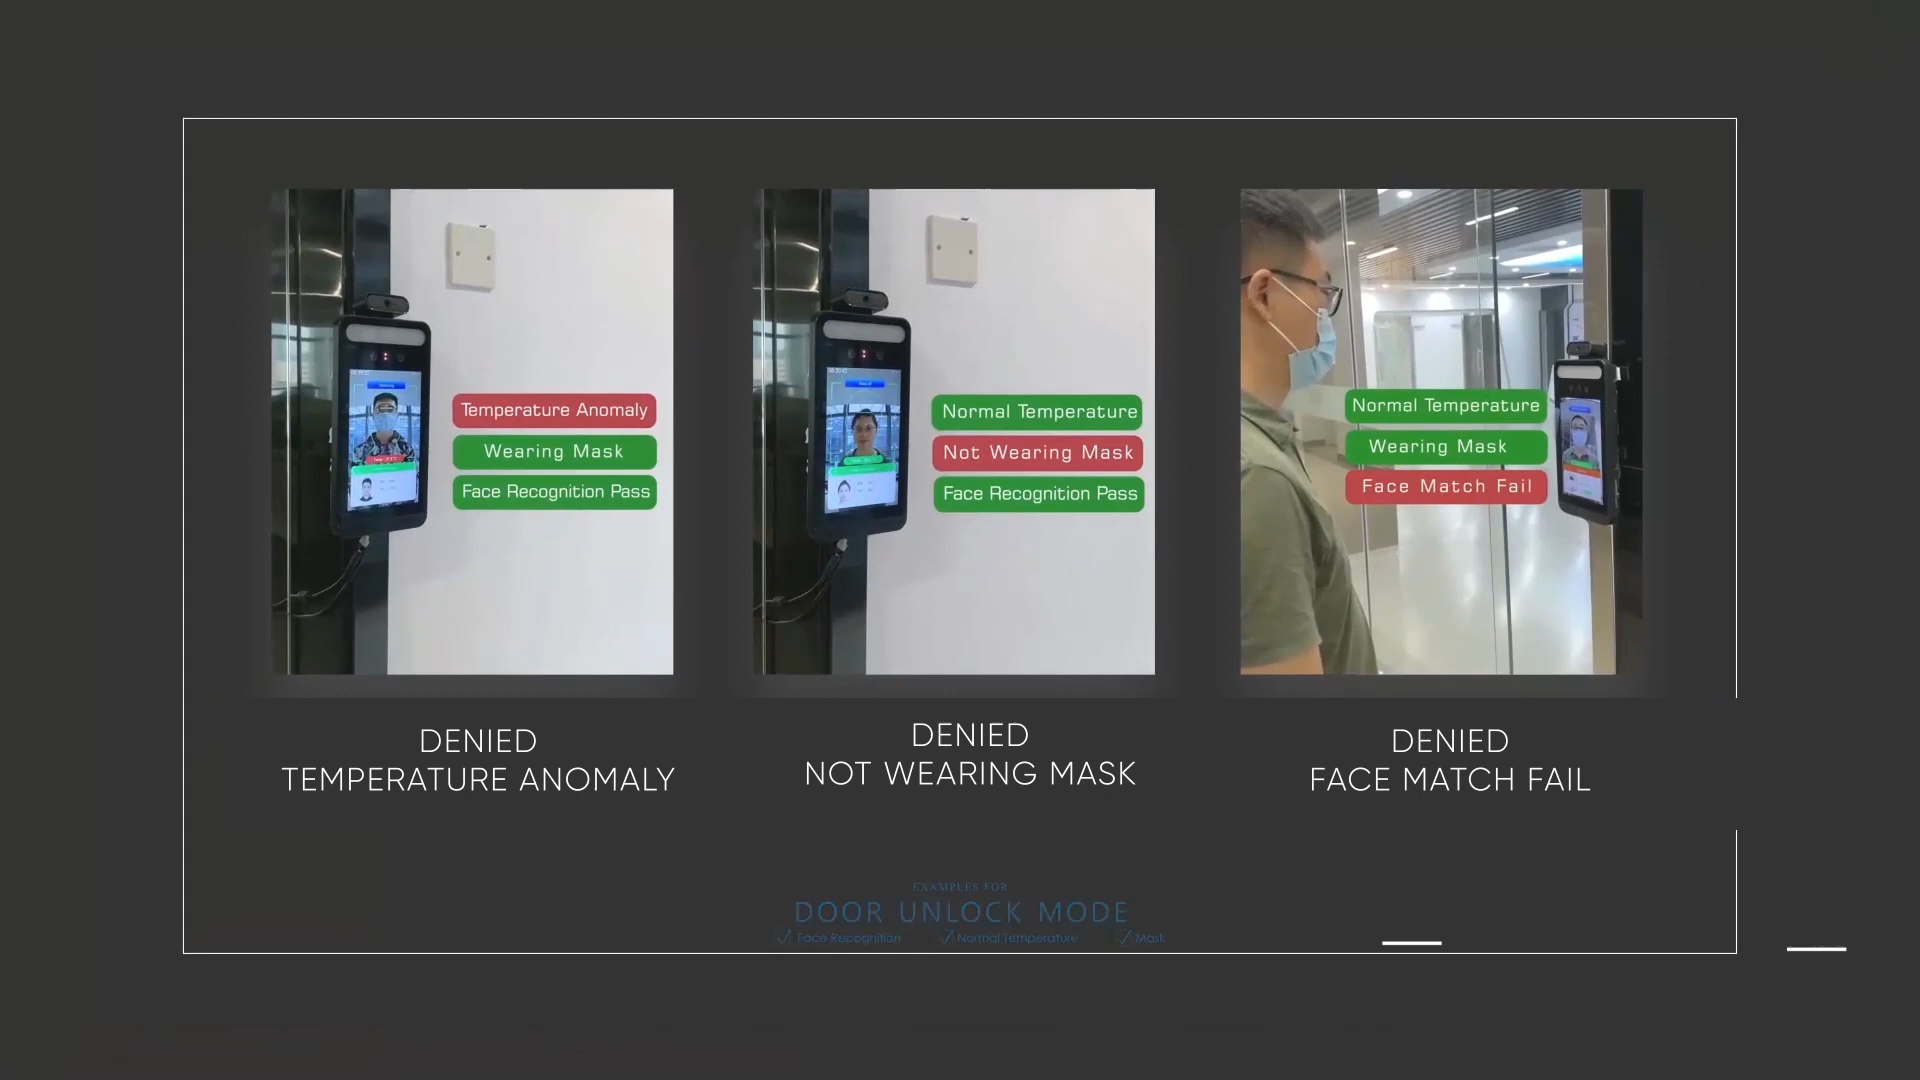 Temperature Anomaly
Wearing Mask
Face Recognition Pass
Normal Temperature
Not Wearing Mask
Face Recognition Pass
Normal Temperature
Wearing Mask
Face Match Fail
DENIED
TEMPERATURE ANOMALY
DENIED
NOT WEARING MASK
DENIED
FACE MATCH FAIL
EXAMPLES FOR
DOOR UNLOCK MODE
Face Recognition
Normal Temperature
Mask